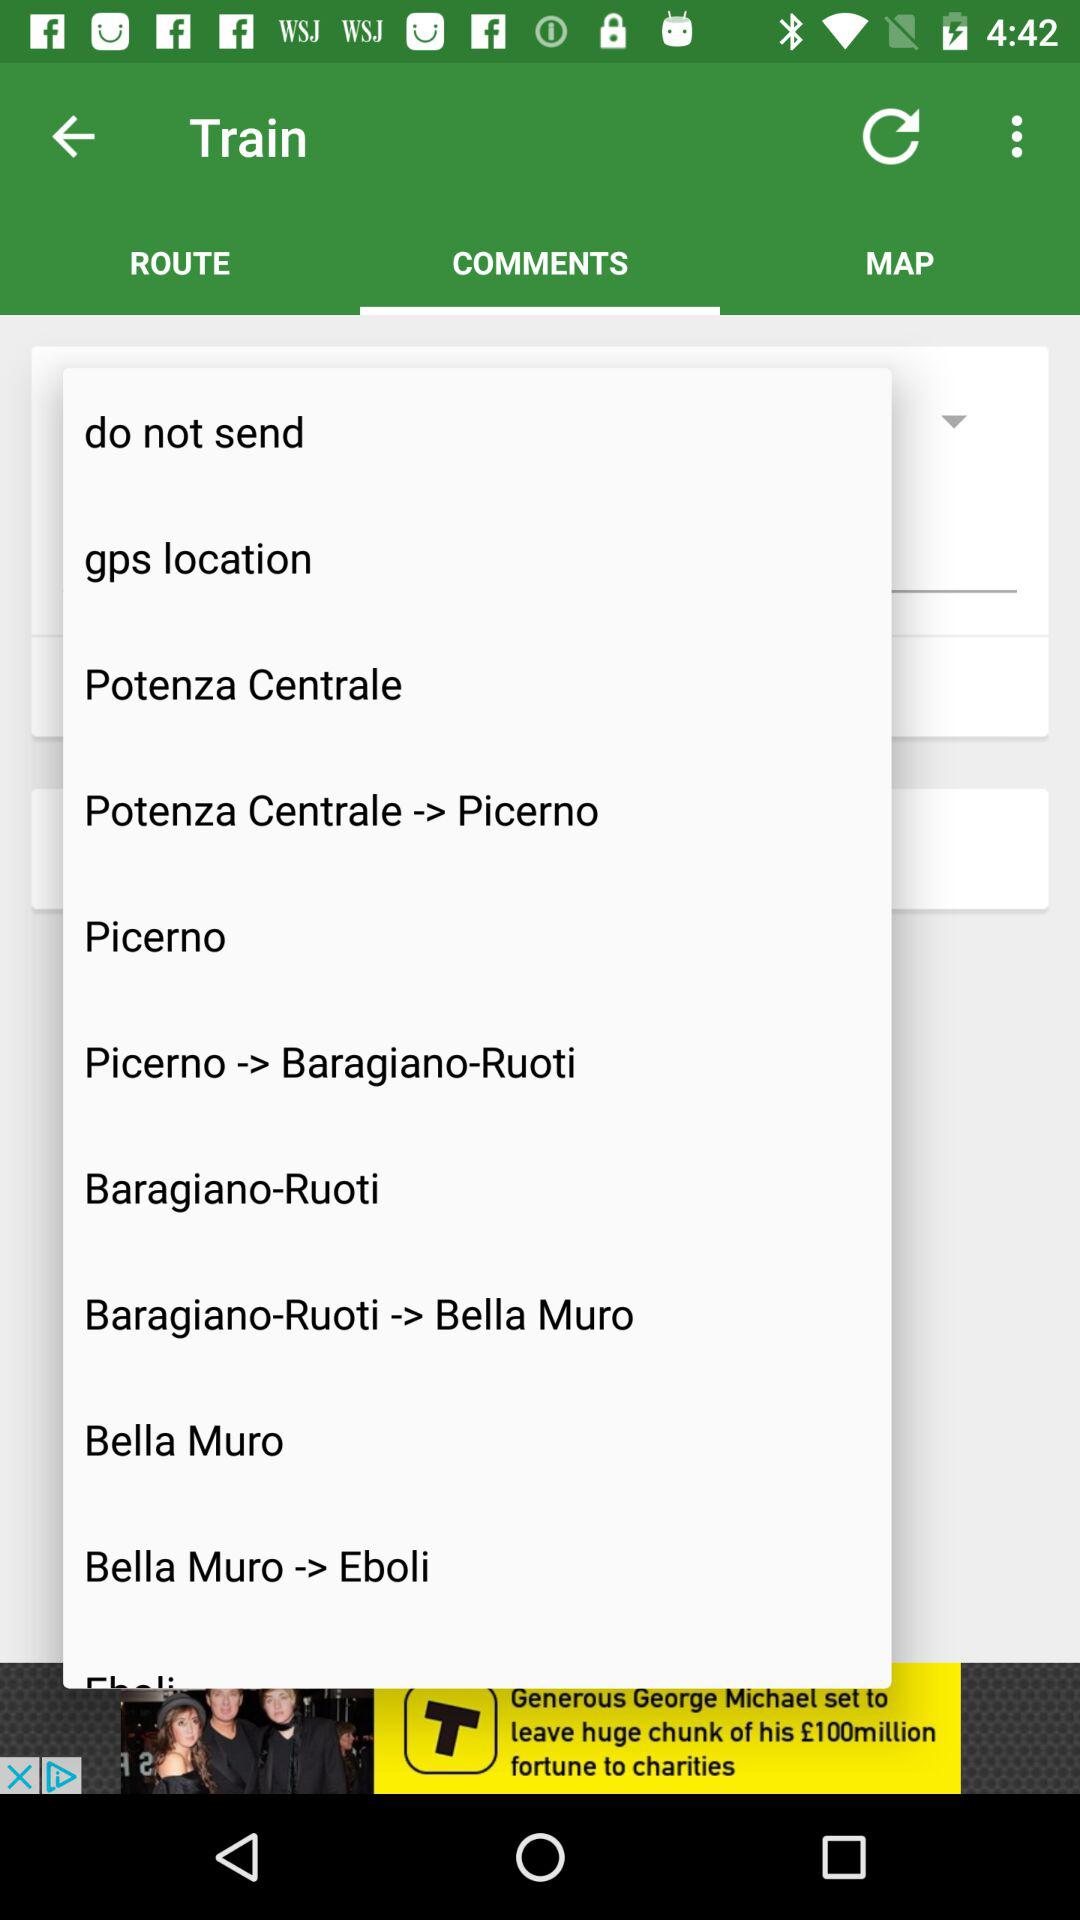 WSJ WSJ 4:42
Train
ROUTE COMMENTS MAP
do not send
gps location
Potenza Centrale
Potenza Centrale -> Picerno
Picerno
Picerno -> Baragiano-Ruoti
Baragiano-Ruoti
Baragiano-Ruoti -> Bella Muro
Bella Muro
Bella Muro -> Eboli
Eboli
Generous George Michael set to
leave huge chunk of his £100million
fortune to charities